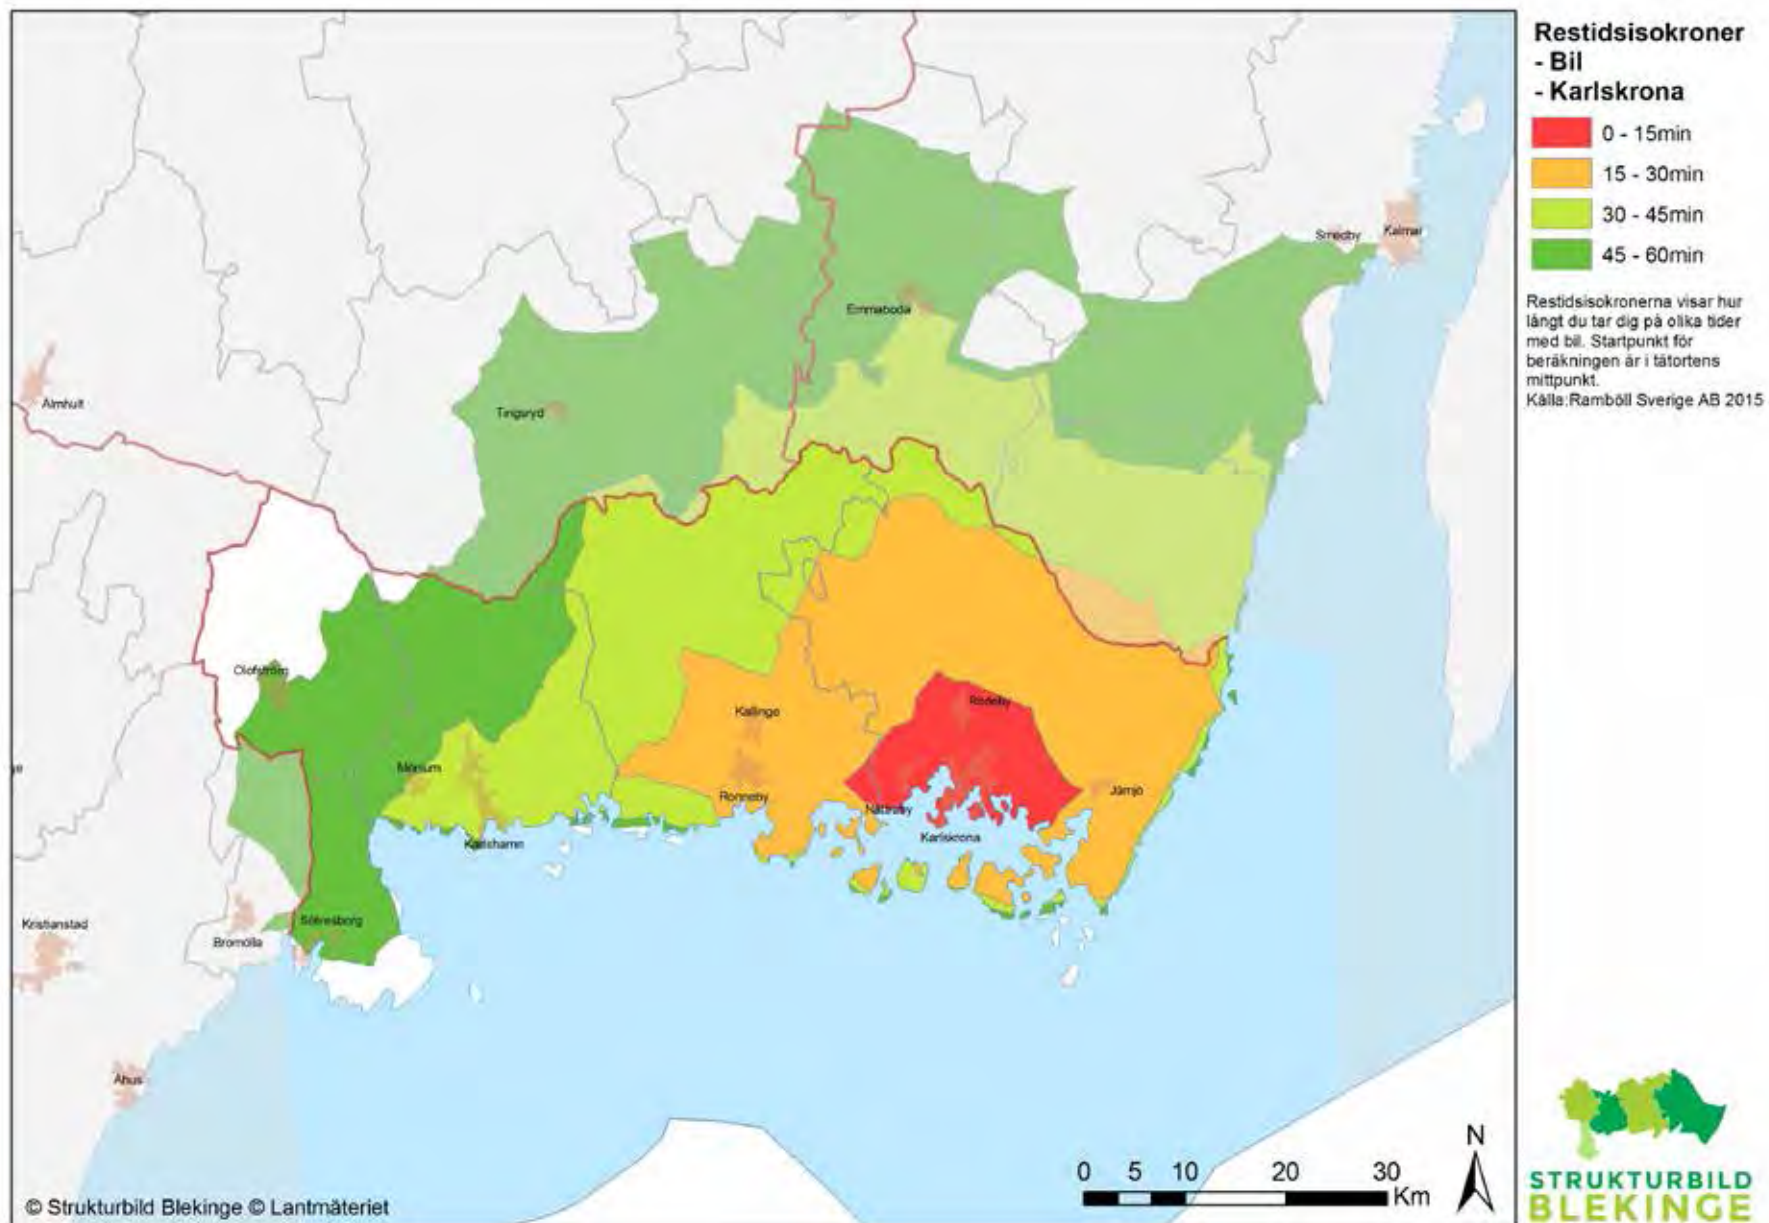 Restidsisokroner
- Bil
- Karlskrona
0 - 15min
15 - 30min
30 - 45min
45 - 60min
Restidsisokronerna visar hur
långt du tar dig på olika tider
med bil. Startpunkt för
beräkningen är i tätortens
mittpunkt.
Källa:Ramböll Sverige AB 2015
Smedby
Kalmar
Emmaboda
Älmhult
Tingsryd
Olofström
Rödeby
Kallinge
Mörrum
Jämjö
Ronneby
Nättraby
Karlskrona
Karlshamn
Kristianstad
Sölvesborg
Bromölla
Åhus
N
0 5 10 20 30
Km
© Strukturbild Blekinge © Lantmäteriet
STRUKTURBILD
BLEKINGE